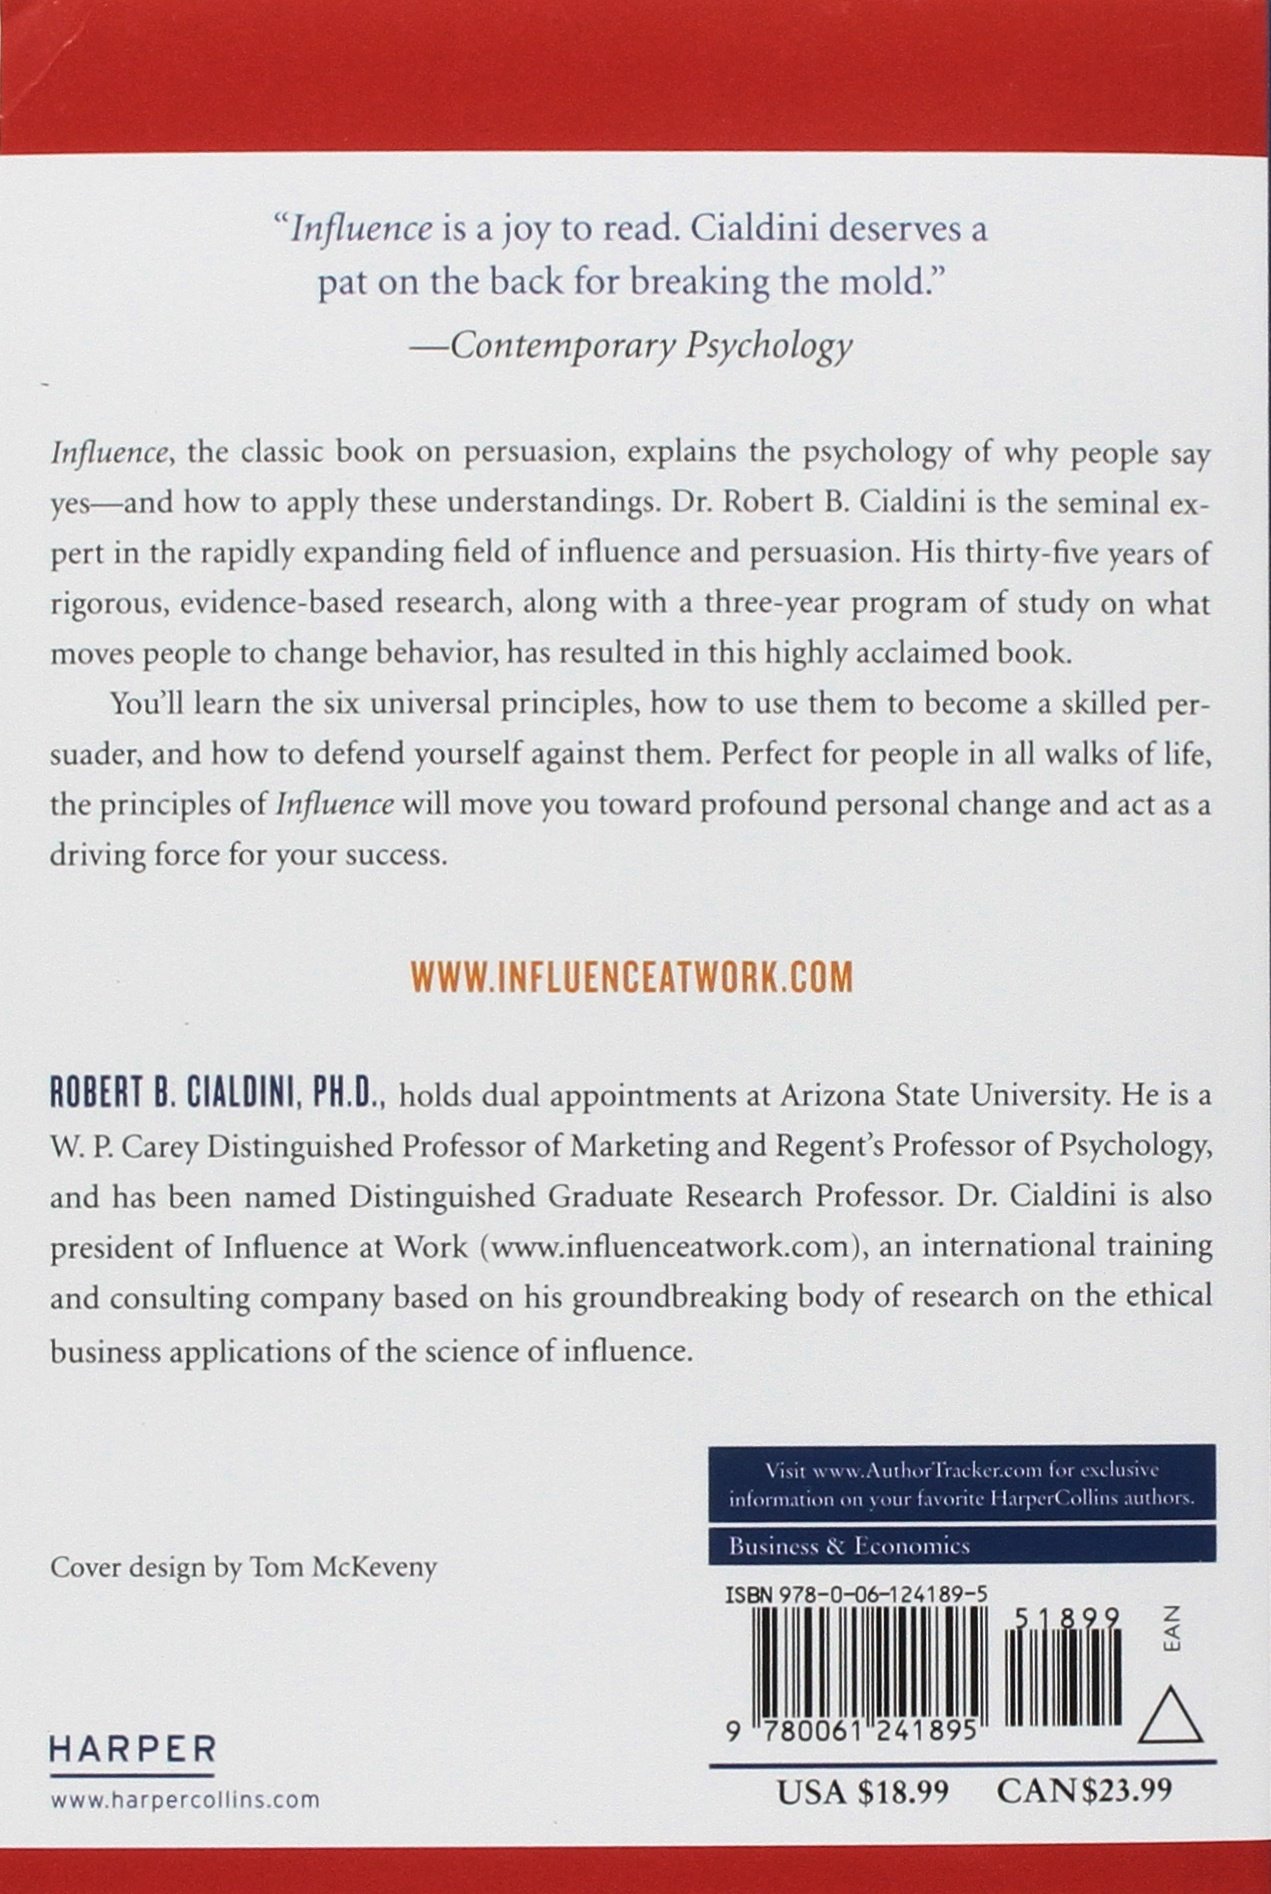 “Influence is a joy to read. Cialdini deserves a
pat on the back for breaking the mold.”
—Contemporary Psychology
Influence, the classic book on persuasion, explains the psychology of why people say
yes—and how to apply these understandings. Dr. Robert B. Cialdini is the seminal ex-
pert in the rapidly expanding field of influence and persuasion. His thirty-five years of
rigorous, evidence-based research, along with a three-year program of study on what
moves people to change behavior, has resulted in this highly acclaimed book.
You’ll learn the six universal principles, how to use them to become a skilled per-
suader, and how to defend yourself against them. Perfect for people in all walks of life,
the principles of Influence will move you toward profound personal change and act as a
driving force for your success.
WWW.INFLUENCEATWORK.COM
ROBERT B. CIALDINI, PH.D., holds dual appointments at Arizona State University. He is a
W. P. Carey Distinguished Professor of Marketing and Regent’s Professor of Psychology,
and has been named Distinguished Graduate Research Professor. Dr. Cialdini is also
president of Influence at Work (www.influenceatwork.com), an international training
and consulting company based on his groundbreaking body of research on the ethical
business applications of the science of influence.
Visit www.AuthorTracker.com for exclusive
information on your favorite HarperCollins authors.
Business & Economics
Cover design by Tom McKeveny
ISBN 978-0-06-124189-5
51899
EAN
9 780061 241895
HARPER
www.harpercollins.com
USA $18.99 CAN$23.99